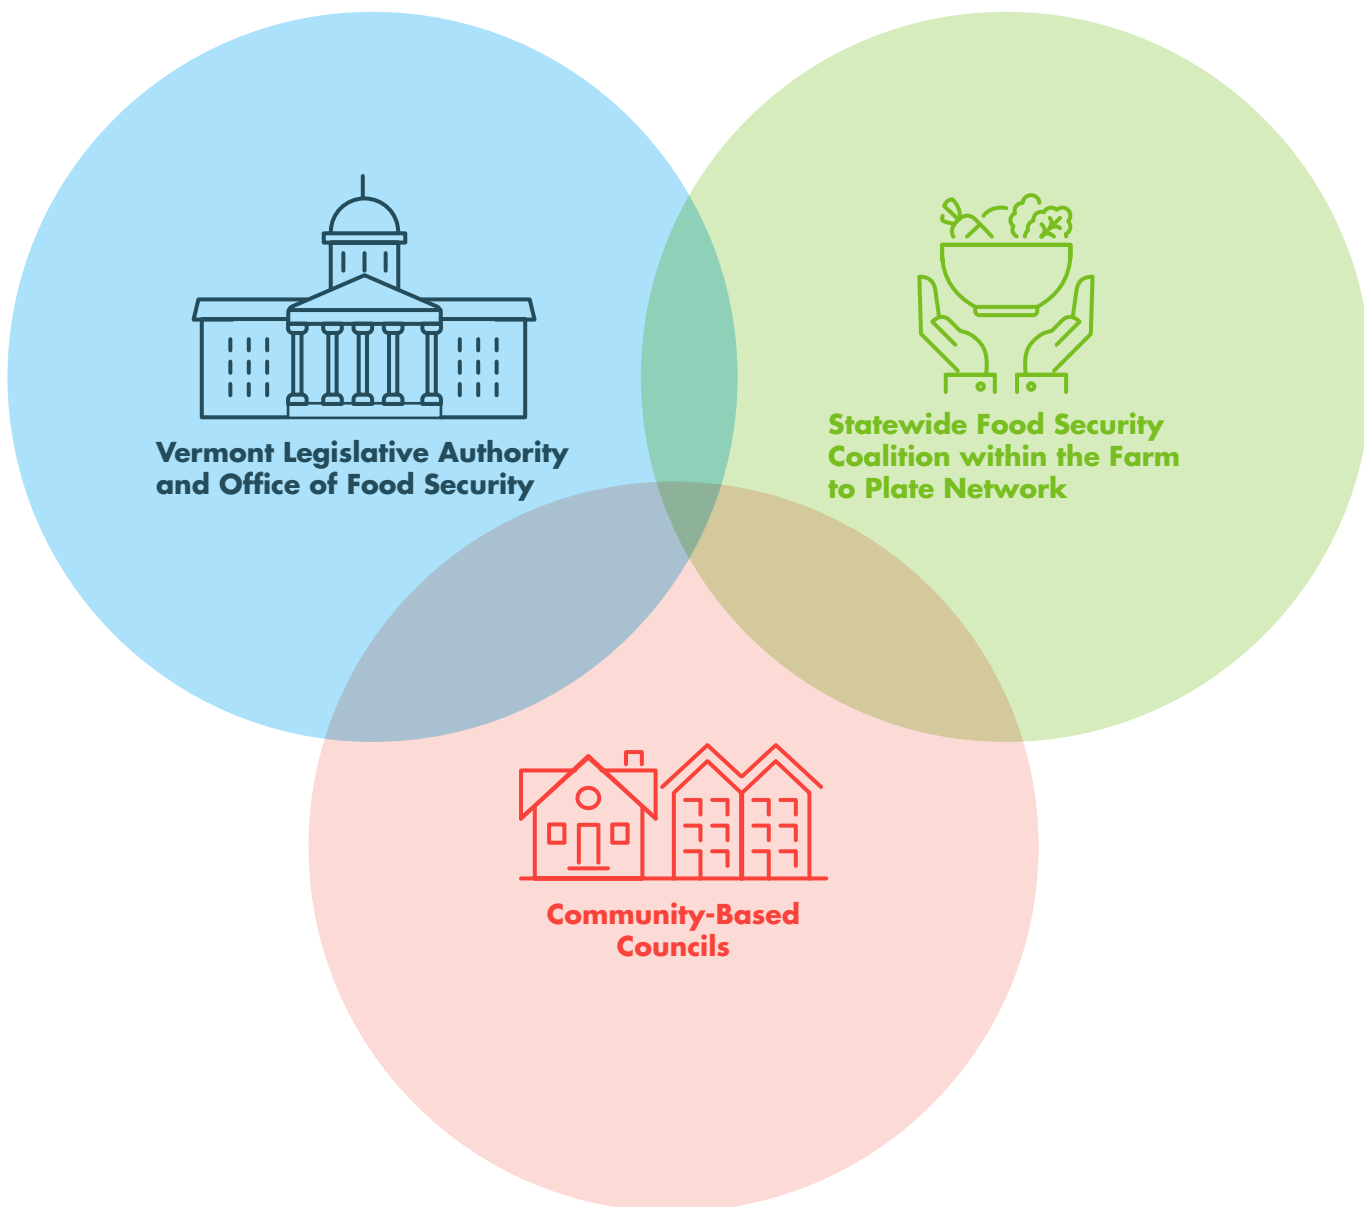 Vermont Legislative Authority
and Office of Food Security
Statewide Food Security
Coalition within the Farm
to Plate Network
Community-Based
Councils